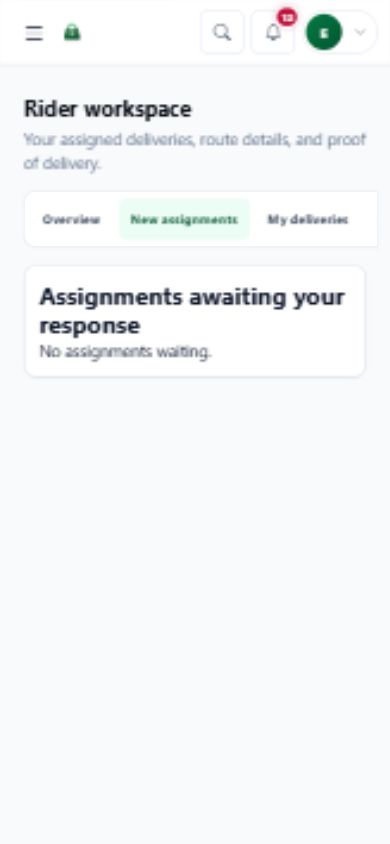 E
Rider workspace
Your assigned deliveries, route details, and proof
of delivery.
Overview New assignments My deliveries
Assignments awaiting your
response
No assignments waiting.